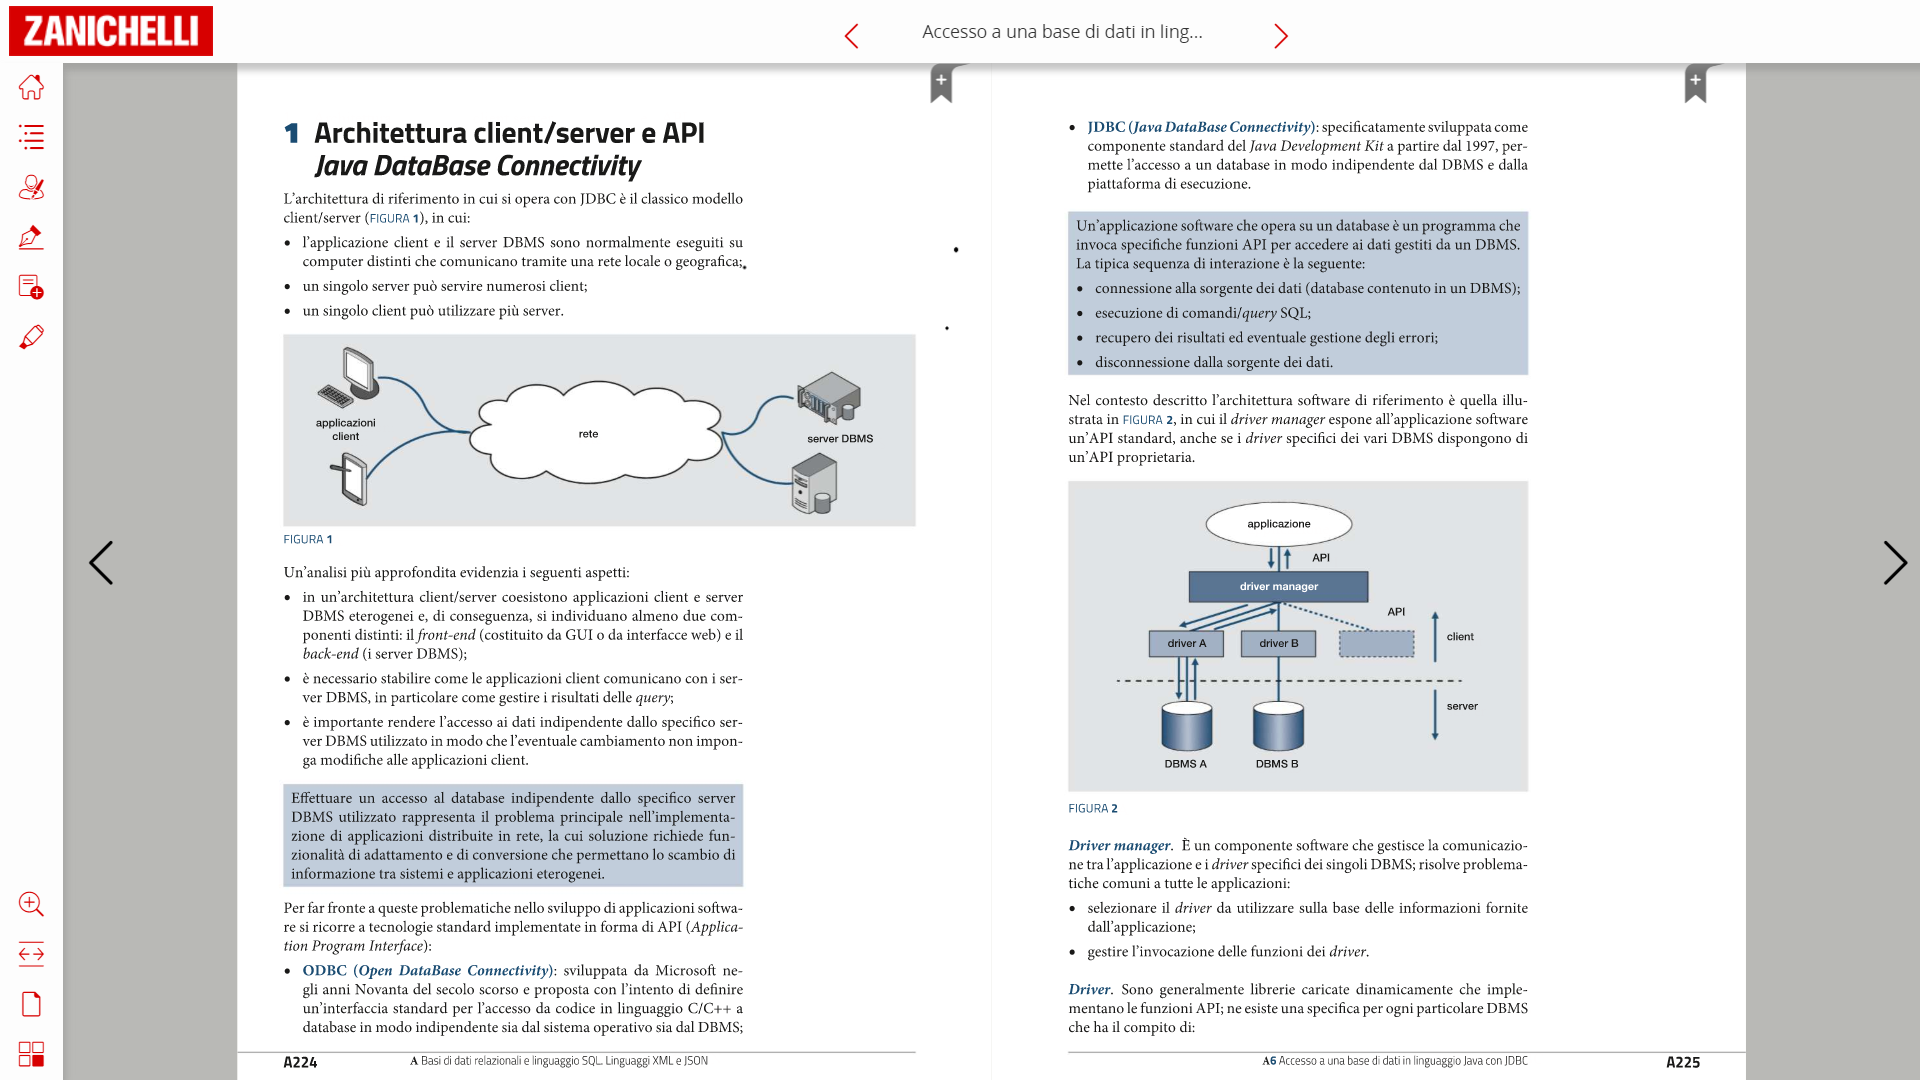 ZANICHELLI
Accesso a una base di dati in ling...
1 Architettura client/server e API
Java DataBase Connectivity
L'architettura di riferimento in cui si opera con JDBC è il classico modello
client/server (FIGURA 1), in cui:
• l'applicazione client e il server DBMS sono normalmente eseguiti su
computer distinti che comunicano tramite una rete locale o geografica;
• un singolo server può servire numerosi client;
• un singolo client può utilizzare più server.
applicazioni
client
rete
server DBMS
FIGURA 1
Un'analisi più approfondita evidenzia i seguenti aspetti:
• in un'architettura client/server coesistono applicazioni client e server
DBMS eterogenei e, di conseguenza, si individuano almeno due com-
ponenti distinti: il front-end (costituito da GUI o da interfacce web) e il
back-end (i server DBMS);
• è necessario stabilire come le applicazioni client comunicano con i ser-
ver DBMS, in particolare come gestire i risultati delle query;
• è importante rendere l'accesso ai dati indipendente dallo specifico ser-
ver DBMS utilizzato in modo che l'eventuale cambiamento non impon-
ga modifiche alle applicazioni client.
Effettuare un accesso al database indipendente dallo specifico server
DBMS utilizzato rappresenta il problema principale nell'implementa-
zione di applicazioni distribuite in rete, la cui soluzione richiede fun-
zionalità di adattamento e di conversione che permettano lo scambio di
informazione tra sistemi e applicazioni eterogenei.
Per far fronte a queste problematiche nello sviluppo di applicazioni softwa-
re si ricorre a tecnologie standard implementate in forma di API (Applica-
tion Program Interface):
• ODBC (Open DataBase Connectivity): sviluppata da Microsoft ne-
gli anni Novanta del secolo scorso e proposta con l'intento di definire
un'interfaccia standard per l'accesso da codice in linguaggio C/C++ a
database in modo indipendente sia dal sistema operativo sia dal DBMS;
A224
A Basi di dati relazionali e linguaggio SQL. Linguaggi XML e JSON
• JDBC (Java DataBase Connectivity): specificatamente sviluppata come
componente standard del Java Development Kit a partire dal 1997, per-
mette l'accesso a un database in modo indipendente dal DBMS e dalla
piattaforma di esecuzione.
Un'applicazione software che opera su un database è un programma che
invoca specifiche funzioni API per accedere ai dati gestiti da un DBMS.
La tipica sequenza di interazione è la seguente:
• connessione alla sorgente dei dati (database contenuto in un DBMS);
• esecuzione di comandi/query SQL;
• recupero dei risultati ed eventuale gestione degli errori;
• disconnessione dalla sorgente dei dati.
Nel contesto descritto l'architettura software di riferimento è quella illu-
strata in FIGURA 2, in cui il driver manager espone all'applicazione software
un'API standard, anche se i driver specifici dei vari DBMS dispongono di
un'API proprietaria.
applicazione
API
driver manager
API
driver A
driver B
client
server
DBMS A
DBMS B
FIGURA 2
Driver manager. È un componente software che gestisce la comunicazio-
ne tra l'applicazione e i driver specifici dei singoli DBMS; risolve problema-
tiche comuni a tutte le applicazioni:
• selezionare il driver da utilizzare sulla base delle informazioni fornite
dall'applicazione;
• gestire l'invocazione delle funzioni dei driver.
Driver. Sono generalmente librerie caricate dinamicamente che imple-
mentano le funzioni API; ne esiste una specifica per ogni particolare DBMS
che ha il compito di:
A6 Accesso a una base di dati in linguaggio Java con JDBC
A225